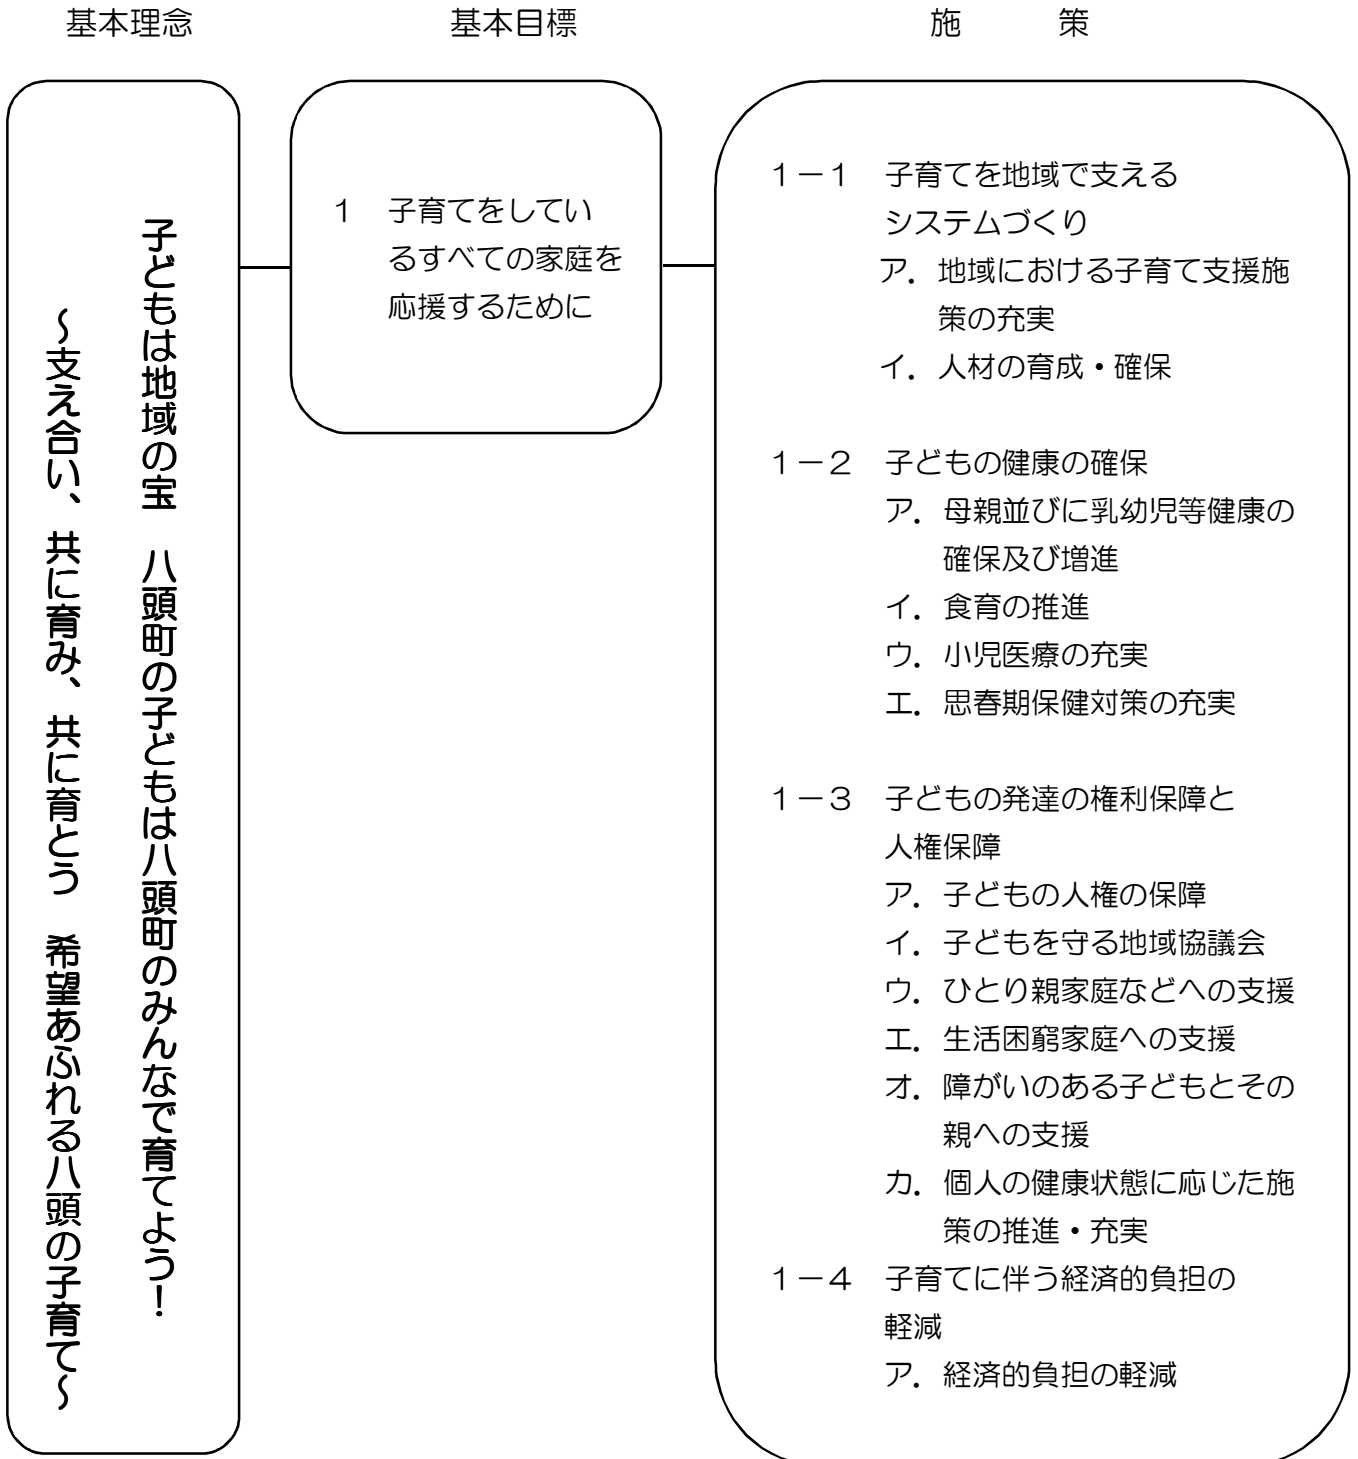 基本理念
基本目標
施　策
子どもは地域の宝　八頭町の子どもは八頭町のみんなで育てよう！
～支え合い、共に育み、共に育とう　希望あふれる八頭の子育て～
１　子育てをしてい
るすべての家庭を
応援するために
１－１　子育てを地域で支える
システムづくり
ア．地域における子育て支援施
策の充実
イ．人材の育成・確保
１－２　子どもの健康の確保
ア．母親並びに乳幼児等健康の
確保及び増進
イ．食育の推進
ウ．小児医療の充実
エ．思春期保健対策の充実
１－３　子どもの発達の権利保障と
人権保障
ア．子どもの人権の保障
イ．子どもを守る地域協議会
ウ．ひとり親家庭などへの支援
エ．生活困窮家庭への支援
オ．障がいのある子どもとその
親への支援
カ．個人の健康状態に応じた施
策の推進・充実
１－４　子育てに伴う経済的負担の
軽減
ア．経済的負担の軽減